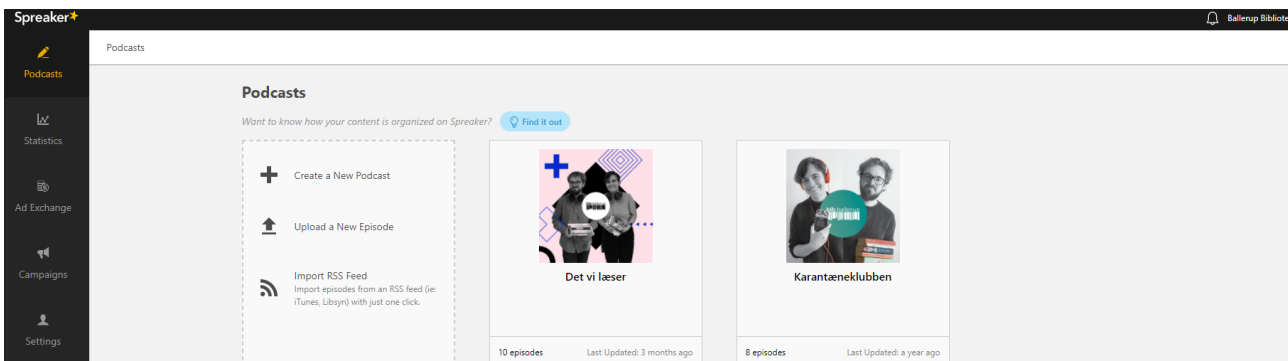 Spreaker
Ballerup Bibliote
Podcasts
Podcasts
Statistics
Ad Exchange
Campaigns
Settings
Podcasts
Want to know how your content is organized on Spreaker?
Find it out
Create a New Podcast
Upload a New Episode
Import RSS Feed
Import episodes from an RSS feed (ie:
iTunes, Libsyn) with just one click.
Det vi læser
10 episodes
Last Updated: 3 months ago
Karantæneklubben
8 episodes
Last Updated: a year ago